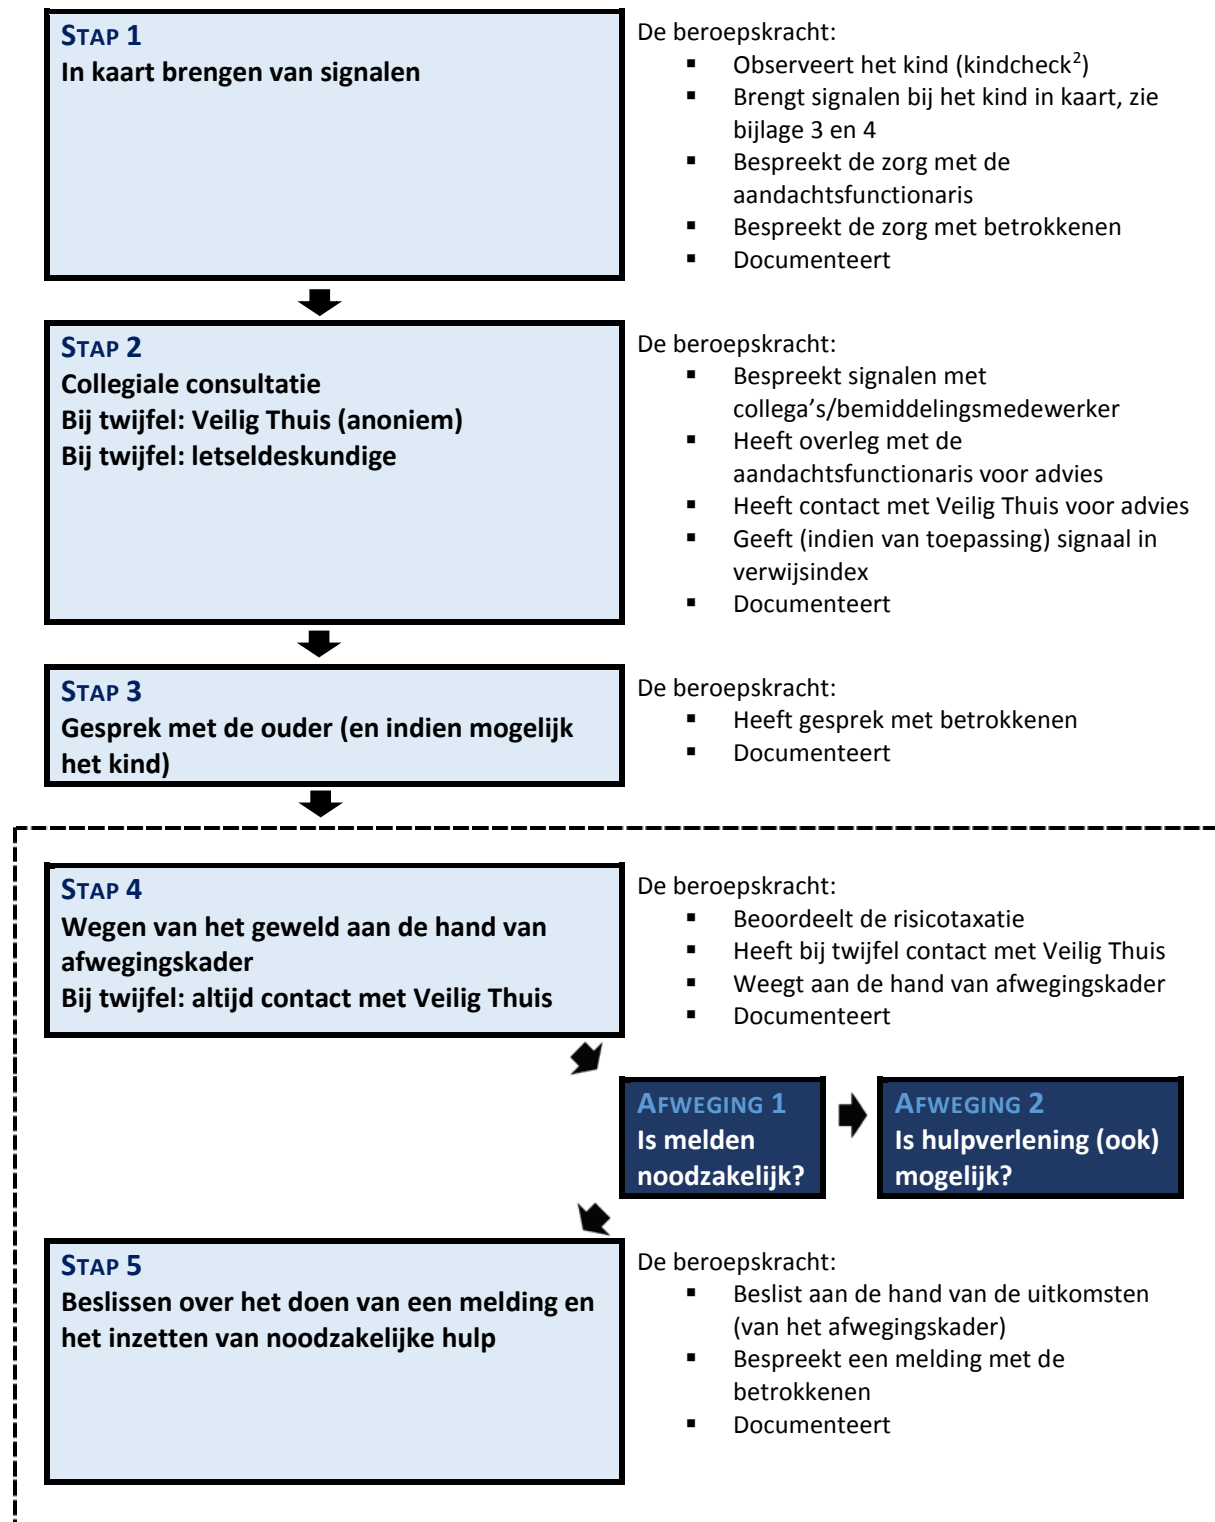 STAP 1
In kaart brengen van signalen
De beroepskracht:
▪ Observeert het kind (kindcheck²)
▪ Brengt signalen bij het kind in kaart, zie
bijlage 3 en 4
▪ Bespreekt de zorg met de
aandachtsfunctionaris
▪ Bespreekt de zorg met betrokkenen
▪ Documenteert
STAP 2
Collegiale consultatie
Bij twijfel: Veilig Thuis (anoniem)
Bij twijfel: letseldeskundige
De beroepskracht:
▪ Bespreekt signalen met
collega’s/bemiddelingsmedewerker
▪ Heeft overleg met de
aandachtsfunctionaris voor advies
▪ Heeft contact met Veilig Thuis voor advies
▪ Geeft (indien van toepassing) signaal in
verwijsindex
▪ Documenteert
STAP 3
Gesprek met de ouder (en indien mogelijk
het kind)
De beroepskracht:
▪ Heeft gesprek met betrokkenen
▪ Documenteert
STAP 4
Wegen van het geweld aan de hand van
afwegingskader
Bij twijfel: altijd contact met Veilig Thuis
De beroepskracht:
▪ Beoordeelt de risicotaxatie
▪ Heeft bij twijfel contact met Veilig Thuis
▪ Weegt aan de hand van afwegingskader
▪ Documenteert
AFWEGING 1
Is melden
noodzakelijk?
AFWEGING 2
Is hulpverlening (ook)
mogelijk?
STAP 5
Beslissen over het doen van een melding en
het inzetten van noodzakelijke hulp
De beroepskracht:
▪ Beslist aan de hand van de uitkomsten
(van het afwegingskader)
▪ Bespreekt een melding met de
betrokkenen
▪ Documenteert